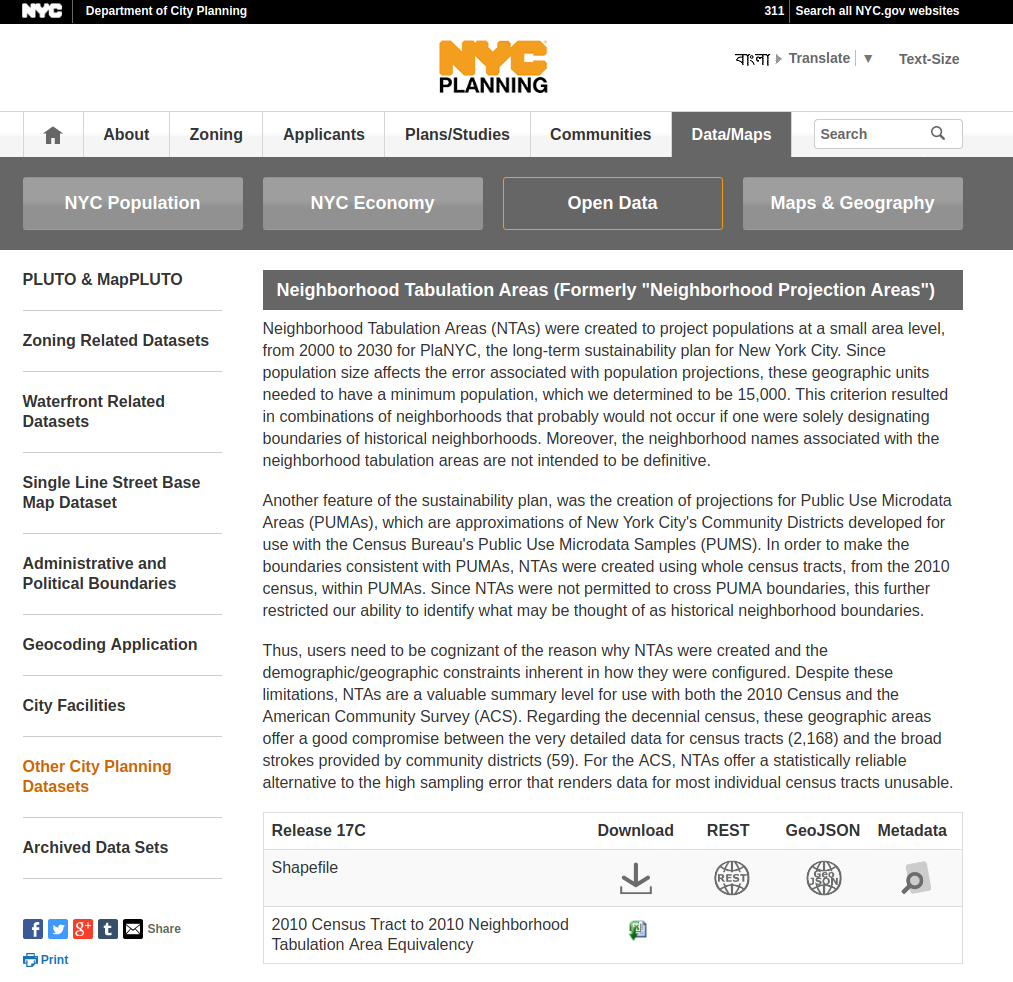 NYC Department of City Planning 311 Search all NYC.gov websites
NYC
PLANNING
বাংলা Translate ▼ Text-Size
About Zoning Applicants Plans/Studies Communities Data/Maps Search
NYC Population NYC Economy Open Data Maps & Geography
PLUTO & MapPLUTO
Zoning Related Datasets
Waterfront Related
Datasets
Single Line Street Base
Map Dataset
Administrative and
Political Boundaries
Geocoding Application
City Facilities
Other City Planning
Datasets
Archived Data Sets
f g+ t Share
Print
Neighborhood Tabulation Areas (Formerly "Neighborhood Projection Areas")
Neighborhood Tabulation Areas (NTAs) were created to project populations at a small area level,
from 2000 to 2030 for PlaNYC, the long-term sustainability plan for New York City. Since
population size affects the error associated with population projections, these geographic units
needed to have a minimum population, which we determined to be 15,000. This criterion resulted
in combinations of neighborhoods that probably would not occur if one were solely designating
boundaries of historical neighborhoods. Moreover, the neighborhood names associated with the
neighborhood tabulation areas are not intended to be definitive.
Another feature of the sustainability plan, was the creation of projections for Public Use Microdata
Areas (PUMAs), which are approximations of New York City's Community Districts developed for
use with the Census Bureau's Public Use Microdata Samples (PUMS). In order to make the
boundaries consistent with PUMAs, NTAs were created using whole census tracts, from the 2010
census, within PUMAs. Since NTAs were not permitted to cross PUMA boundaries, this further
restricted our ability to identify what may be thought of as historical neighborhood boundaries.
Thus, users need to be cognizant of the reason why NTAs were created and the
demographic/geographic constraints inherent in how they were configured. Despite these
limitations, NTAs are a valuable summary level for use with both the 2010 Census and the
American Community Survey (ACS). Regarding the decennial census, these geographic areas
offer a good compromise between the very detailed data for census tracts (2,168) and the broad
strokes provided by community districts (59). For the ACS, NTAs offer a statistically reliable
alternative to the high sampling error that renders data for most individual census tracts unusable.
Release 17C Download REST GeoJSON Metadata
Shapefile REST Geo JSON
2010 Census Tract to 2010 Neighborhood
Tabulation Area Equivalency